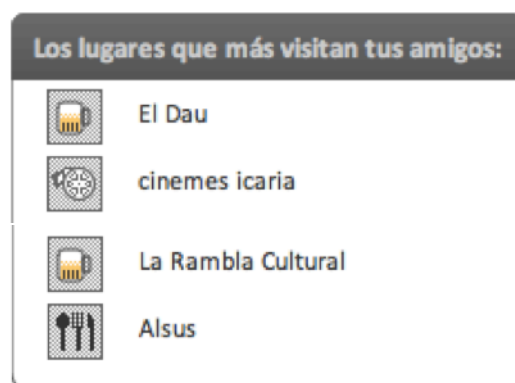 Los lugares que más visitan tus amigos:
El Dau
cinemes icaria
La Rambla Cultural
Alsus